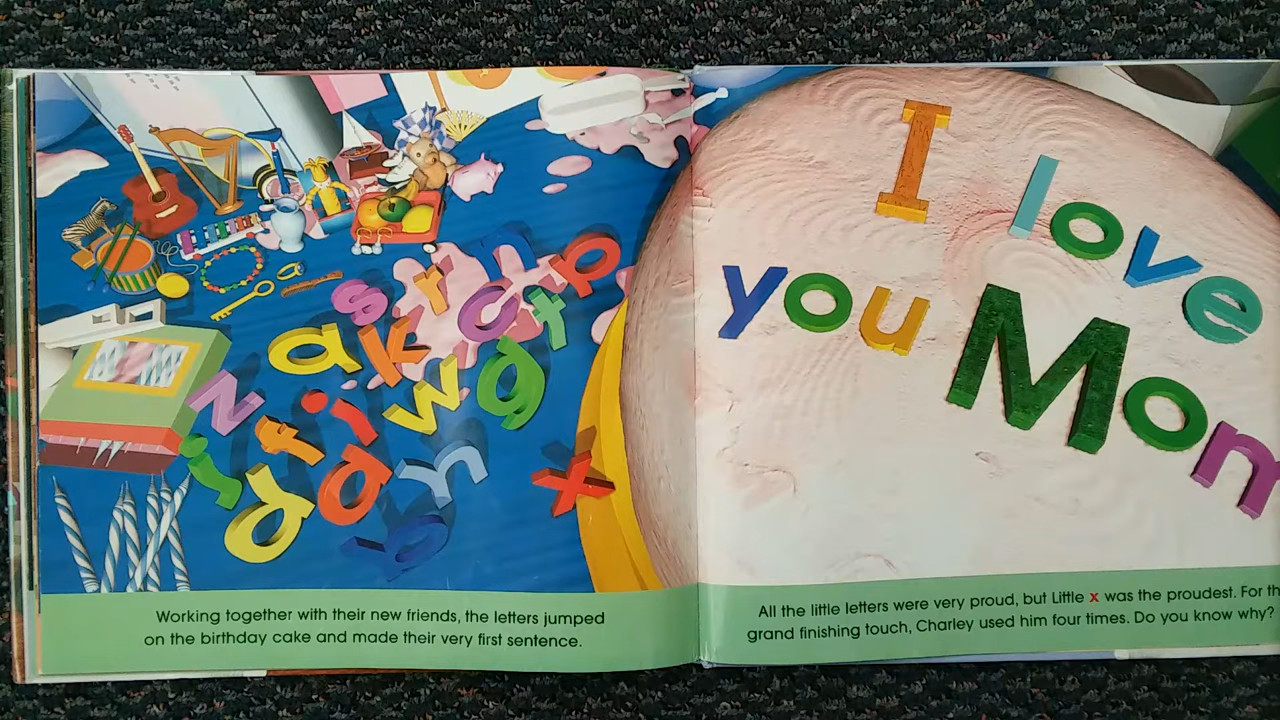 I love
you Mom
s r c p
a k t
z w g
f i
j d n
q b x
Working together with their new friends, the letters jumped
on the birthday cake and made their very first sentence.
All the little letters were very proud, but Little x was the proudest. For
grand finishing touch, Charley used him four times. Do you know why?